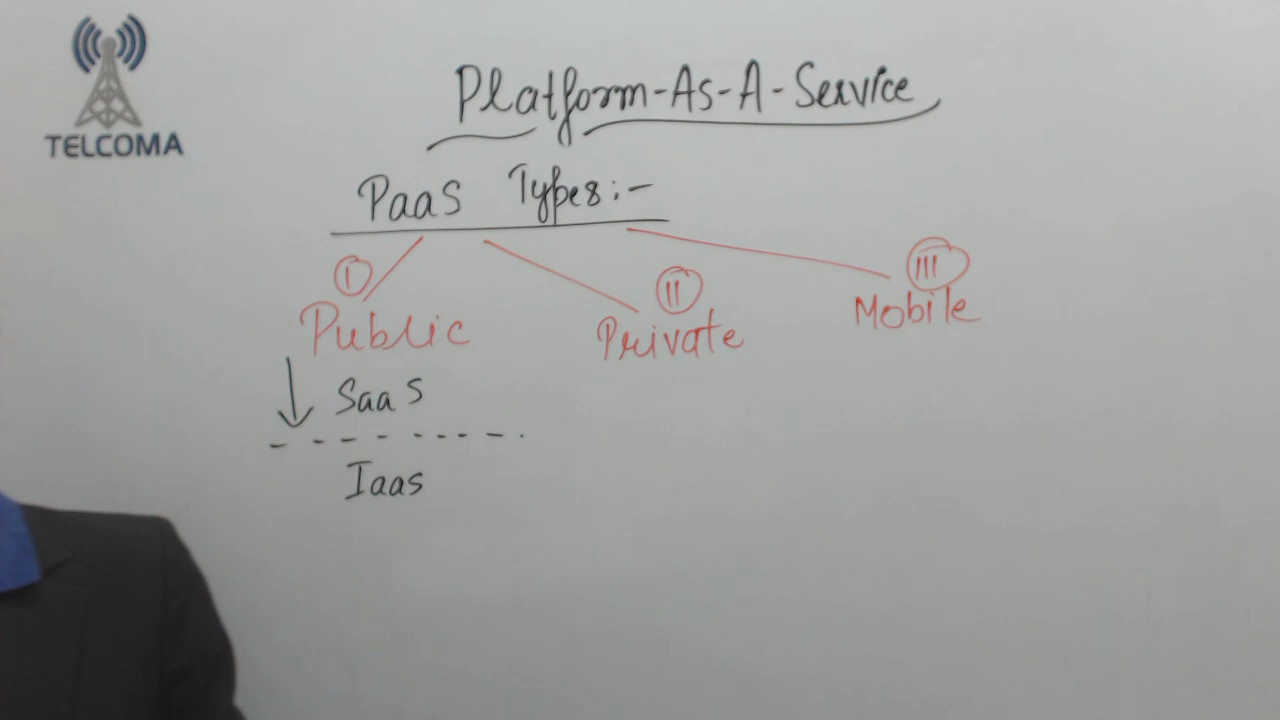 TELCOMA
Platform-As-A-Service
PaaS Types:-
I
II
III
Public
Private
Mobile
SaaS
Iaas